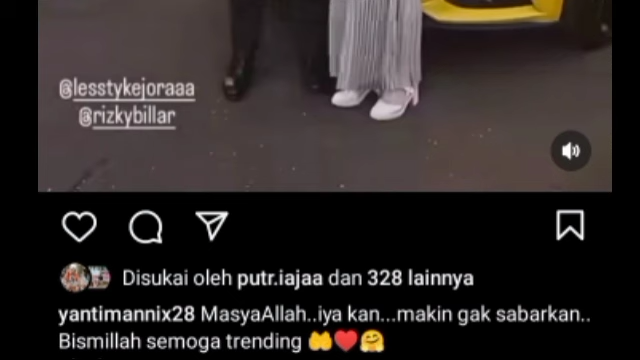 @lesstykejoraaa
@rizkybillar
Disukai oleh putr.iajaa dan 328 lainnya
yantimannix28 MasyaAllah..iya kan...makin gak sabarkan..
Bismillah semoga trending 🤲❤️🤗